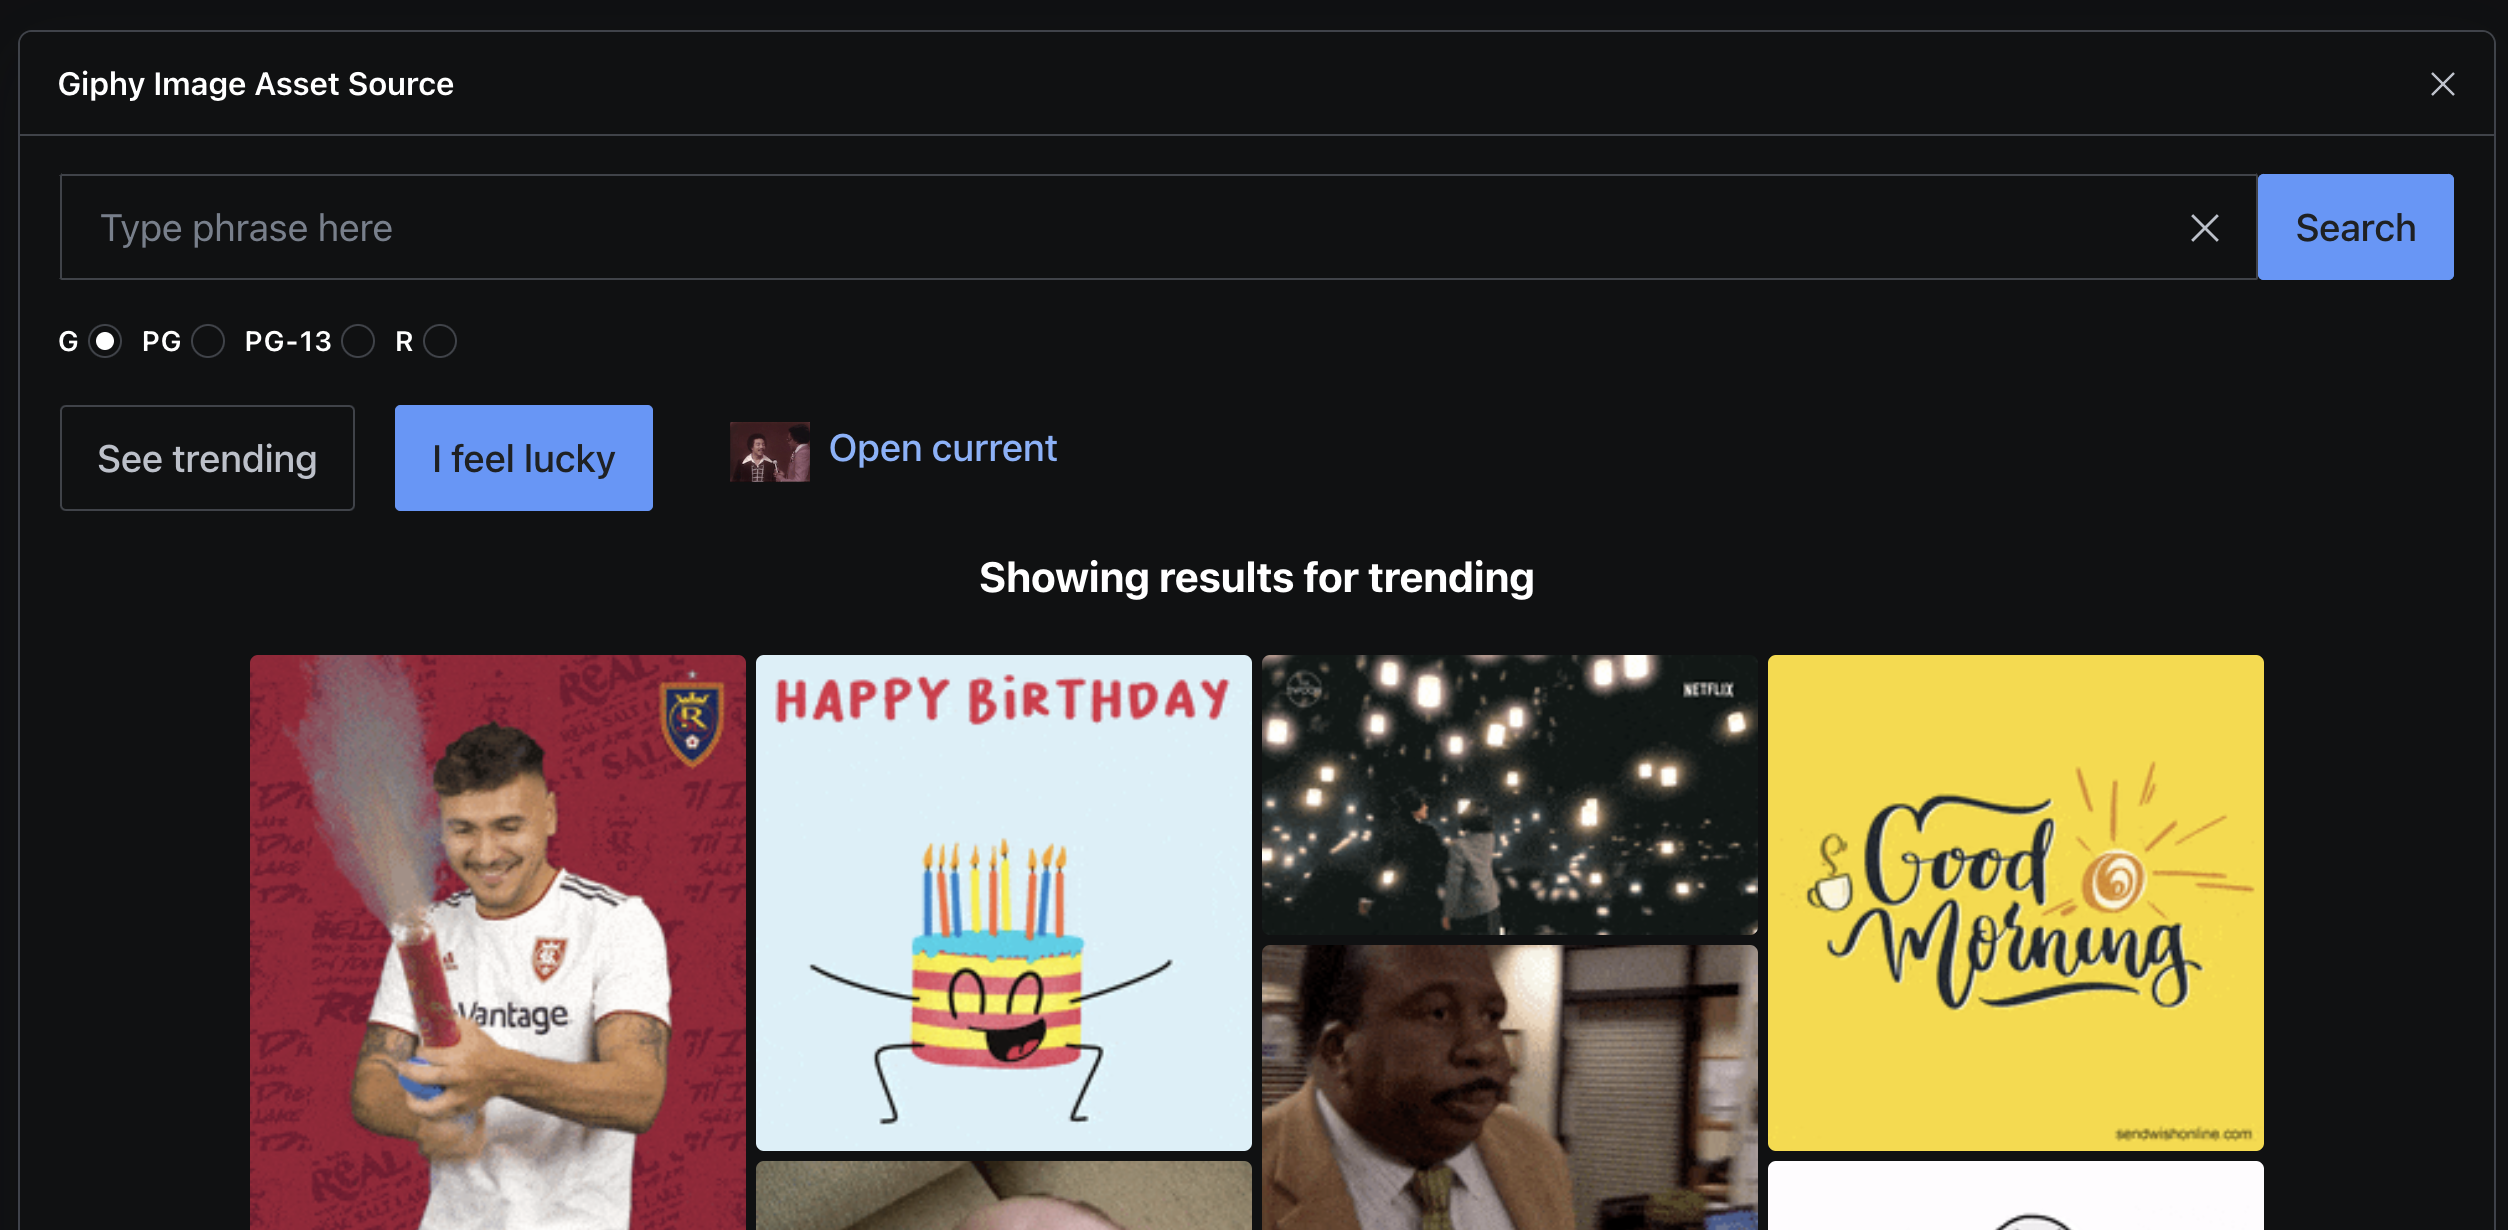 Giphy Image Asset Source
Type phrase here
Search
G PG PG-13 R
See trending
I feel lucky
Open current
Showing results for trending
HAPPY BiRTHDAY
NETFLIX
Good
Morning
Vantage
sendwishonline.com